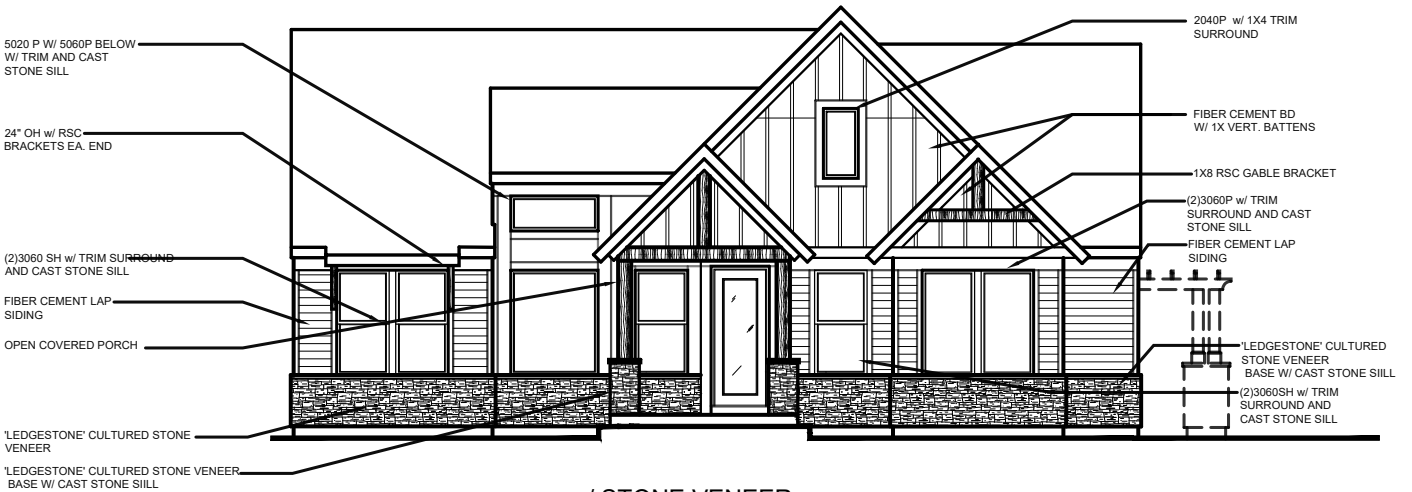 5020 P W/ 5060P BELOW
W/ TRIM AND CAST
STONE SILL
24" OH w/ RSC
BRACKETS EA. END
(2)3060 SH w/ TRIM SURROUND
AND CAST STONE SILL
FIBER CEMENT LAP
SIDING
OPEN COVERED PORCH
'LEDGESTONE' CULTURED STONE
VENEER
'LEDGESTONE' CULTURED STONE VENEER
BASE W/ CAST STONE SIILL
2040P w/ 1X4 TRIM
SURROUND
FIBER CEMENT BD
W/ 1X VERT. BATTENS
1X8 RSC GABLE BRACKET
(2)3060P w/ TRIM
SURROUND AND CAST
STONE SILL
FIBER CEMENT LAP
SIDING
'LEDGESTONE' CULTURED
STONE VENEER
BASE W/ CAST STONE SIILL
(2)3060SH w/ TRIM
SURROUND AND
CAST STONE SILL
/ STONE VENEER